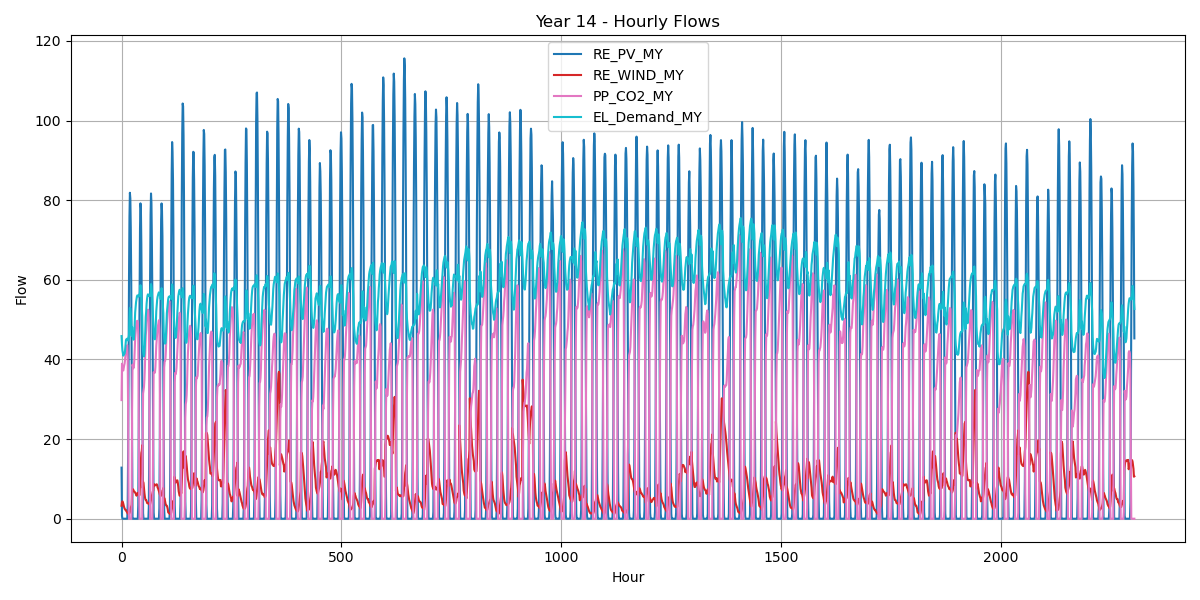 Year 14 - Hourly Flows
120
100
80
60
40
20
0
Flow
RE_PV_MY
RE_WIND_MY
PP_CO2_MY
EL_Demand_MY
0
500
1000
1500
2000
Hour